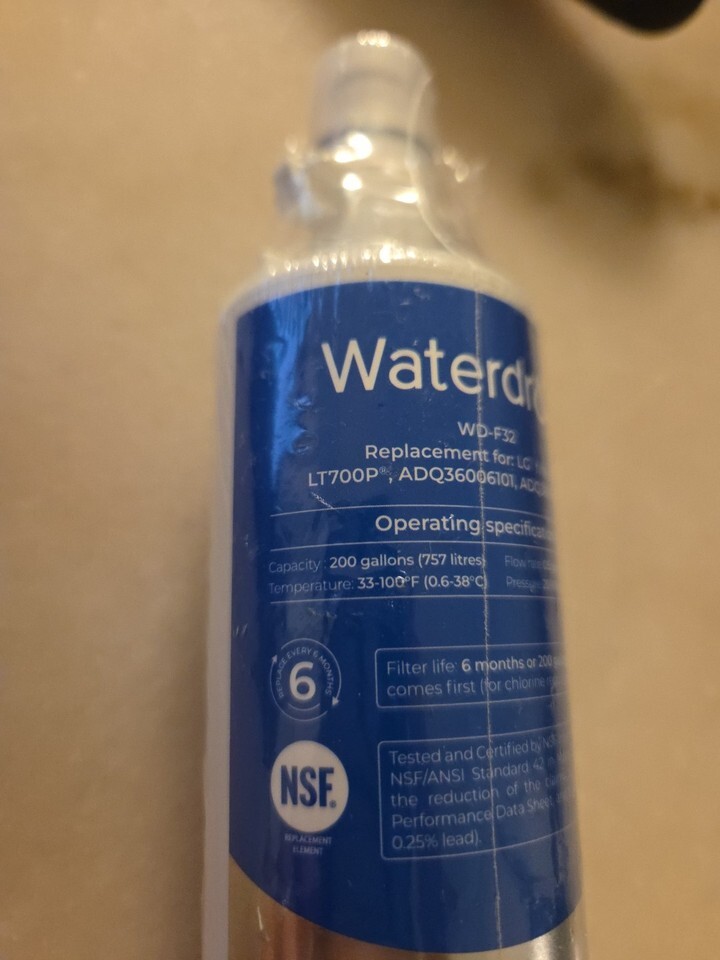 Waterdr
WD-F32
Replacement for: LG
LT700P®, ADQ36006101,
Operating
Capacity: 200 gallons (757 litres)
Temperature: 33-100°F (0.6-38°C)
REPLACE EVERY 6 MONTHS
6
Filter life: 6 months or 200
comes first (for chlorine
NSF®
REPLACEMENT
ELEMENT
Tested and Certified by
NSF/ANSI Standard 42
the reduction of the
Performance Data Sheet
0.25% lead).